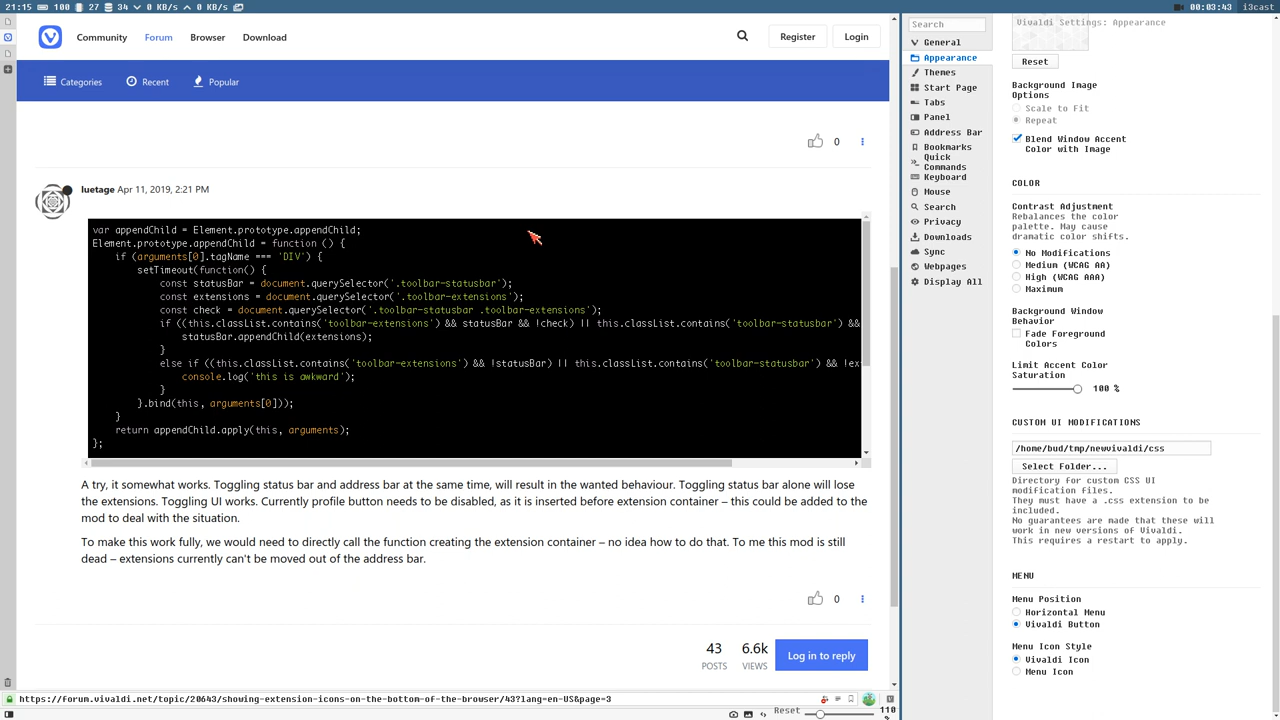 21:15 100 27 34 0 KB/s 0 KB/s
00:03:43 i3cast
Community Forum Browser Download
Register Login
Categories Recent Popular
0
luetage Apr 11, 2019, 2:21 PM
var appendChild = Element.prototype.appendChild;
Element.prototype.appendChild = function () {
if (arguments[0].tagName === 'DIV') {
setTimeout(function() {
const statusBar = document.querySelector('.toolbar-statusbar');
const extensions = document.querySelector('.toolbar-extensions');
const check = document.querySelector('.toolbar-statusbar .toolbar-extensions');
if ((this.classList.contains('toolbar-extensions') && statusBar && !check) || this.classList.contains('toolbar-statusbar') &&
statusBar.appendChild(extensions);
}
else if ((this.classList.contains('toolbar-extensions') && !statusBar) || this.classList.contains('toolbar-statusbar') && !ex
console.log('this is awkward');
}
}.bind(this, arguments[0]));
}
return appendChild.apply(this, arguments);
};
A try, it somewhat works. Toggling status bar and address bar at the same time, will result in the wanted behaviour. Toggling status bar alone will lose
the extensions. Toggling UI works. Currently profile button needs to be disabled, as it is inserted before extension container – this could be added to the
mod to deal with the situation.
To make this work fully, we would need to directly call the function creating the extension container – no idea how to do that. To me this mod is still
dead – extensions currently can't be moved out of the address bar.
0
43 6.6k
POSTS VIEWS
Log in to reply
https://forum.vivaldi.net/topic/20643/showing-extension-icons-on-the-bottom-of-the-browser/43?lang=en-US&page=3
Reset 110 %
Search
General
Appearance
Themes
Start Page
Tabs
Panel
Address Bar
Bookmarks
Quick
Commands
Keyboard
Mouse
Search
Privacy
Downloads
Sync
Webpages
Display All
Vivaldi Settings: Appearance
Reset
Background Image
Options
Scale to Fit
Repeat
Blend Window Accent
Color with Image
COLOR
Contrast Adjustment
Rebalances the color
palette. May cause
dramatic color shifts.
No Modifications
Medium (WCAG AA)
High (WCAG AAA)
Maximum
Background Window
Behavior
Fade Foreground
Colors
Limit Accent Color
Saturation
100 %
CUSTOM UI MODIFICATIONS
/home/bud/tmp/newvivaldi/css
Select Folder...
Directory for custom CSS UI
modification files.
They must have a .css extension to be
included.
No guarantees are made that these will
work in new versions of Vivaldi.
This requires a restart to apply.
MENU
Menu Position
Horizontal Menu
Vivaldi Button
Menu Icon Style
Vivaldi Icon
Menu Icon